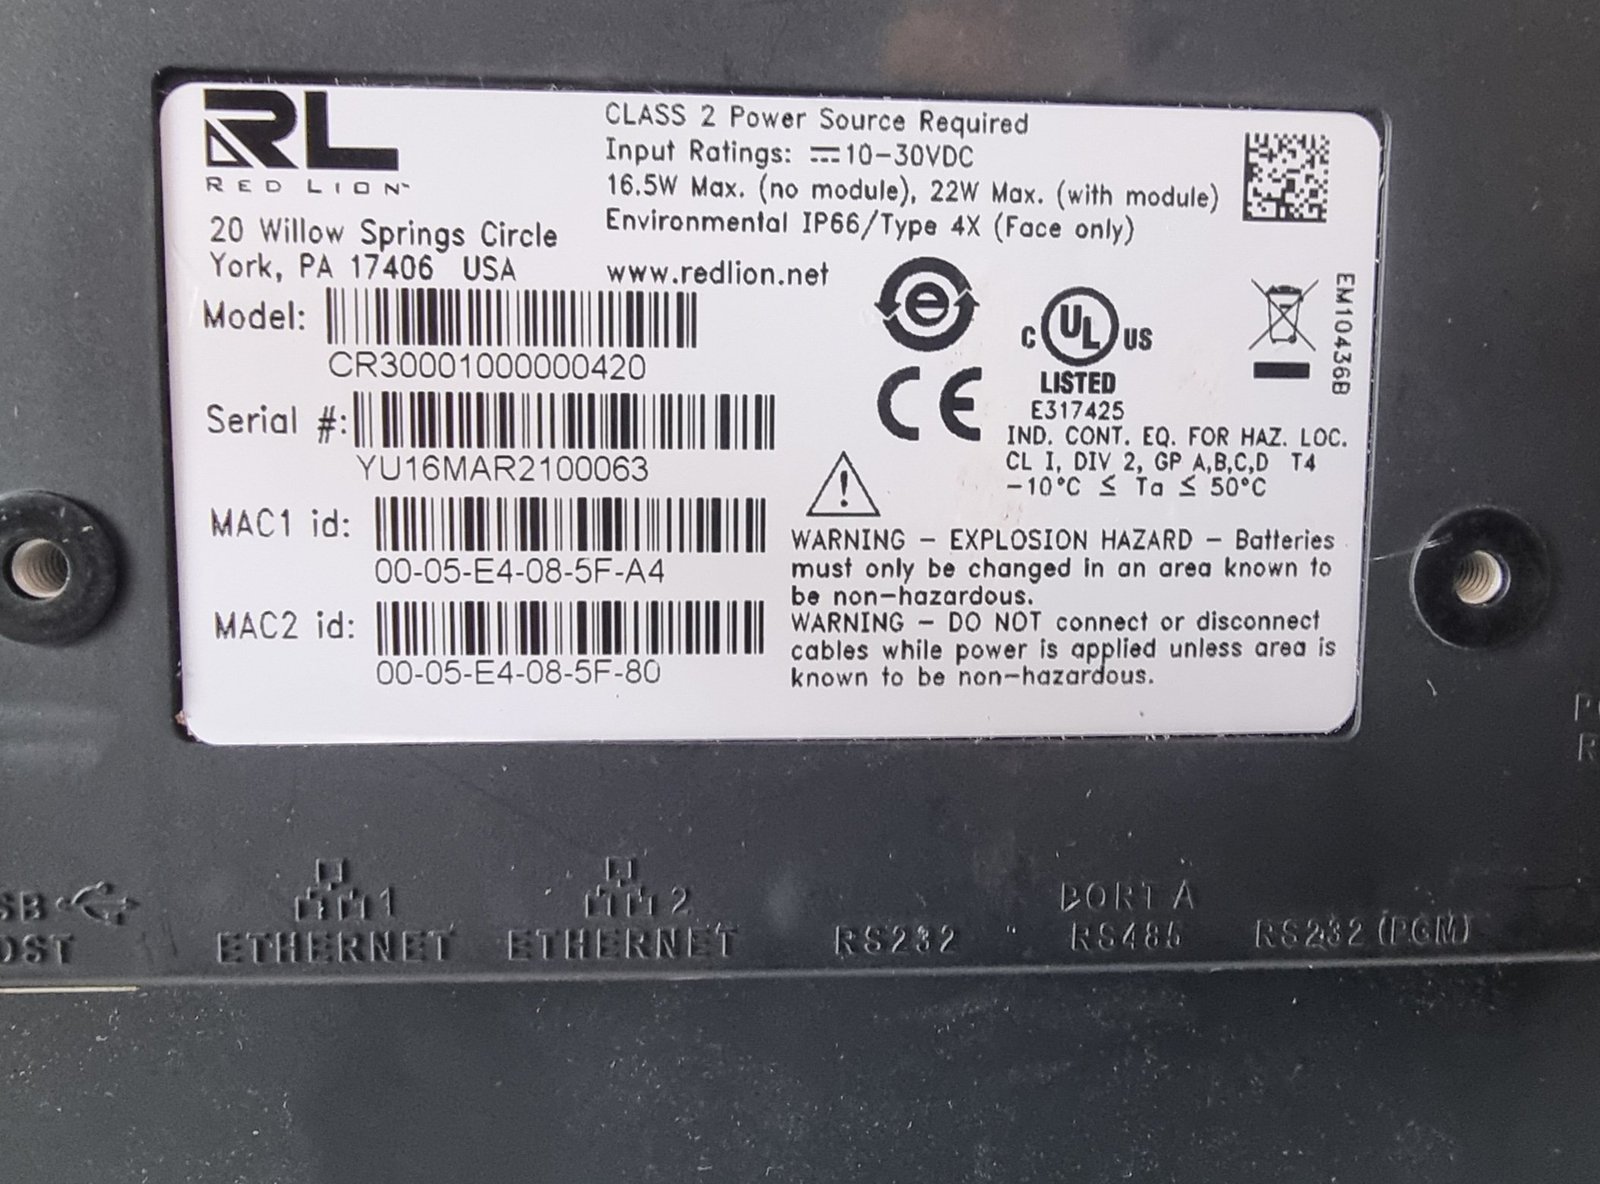 RL
RED LION™
20 Willow Springs Circle
York, PA 17406 USA
CLASS 2 Power Source Required
Input Ratings: ⎓10-30VDC
16.5W Max. (no module), 22W Max. (with module)
Environmental IP66/Type 4X (Face only)
www.redlion.net
Model:
CR30001000000420
Serial #:
YU16MAR2100063
MAC1 id:
00-05-E4-08-5F-A4
MAC2 id:
00-05-E4-08-5F-80
e
C UL US
LISTED
E317425
CE
EM10436B
IND. CONT. EQ. FOR HAZ. LOC.
CL I, DIV 2, GP A,B,C,D T4
-10°C ≤ Ta ≤ 50°C
!
WARNING - EXPLOSION HAZARD - Batteries
must only be changed in an area known to
be non-hazardous.
WARNING - DO NOT connect or disconnect
cables while power is applied unless area is
known to be non-hazardous.
1
ETHERNET
2
ETHERNET
RS232
PORT A
RS485
RS232 (PGM)